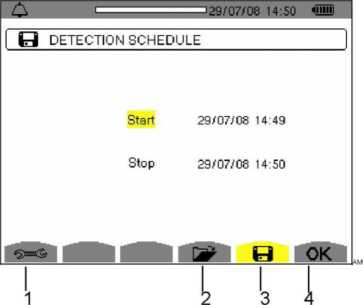 29/07/08 14:50
DETECTION SCHEDULE
Start 29/07/08 14:49
Stop 29/07/08 14:50
OK
AM
1 2 3 4